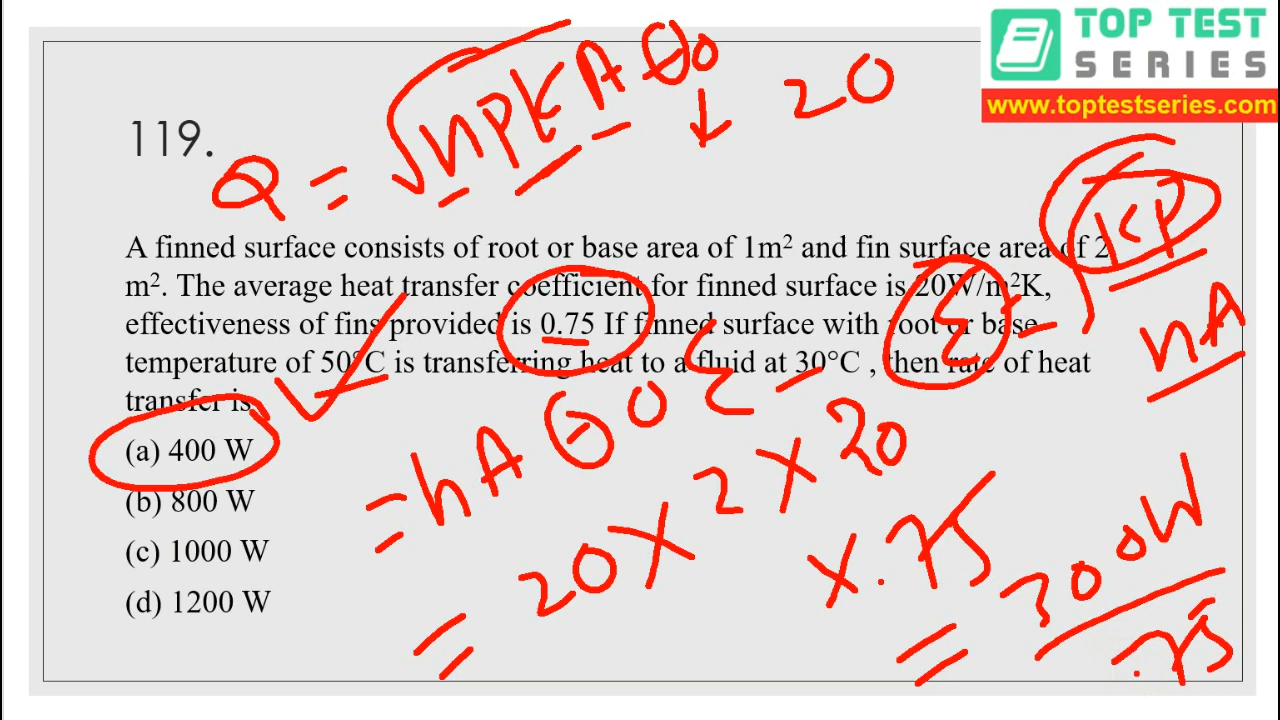 TOP TEST
SERIES
www.toptestseries.com
119.
Q = √hPKA θ0
↓ 20
A finned surface consists of root or base area of 1m² and fin surface area of 2
m². The average heat transfer coefficient for finned surface is 20W/m²K,
effectiveness of fins provided is 0.75 If finned surface with root or base
temperature of 50°C is transferring heat to a fluid at 30°C , then rate of heat
transfer is
(a) 400 W
(b) 800 W
(c) 1000 W
(d) 1200 W
Σ = √KP
hA
= hA θ0 Σ
= 20 X 2 X 20
X .75
= 300W
.75